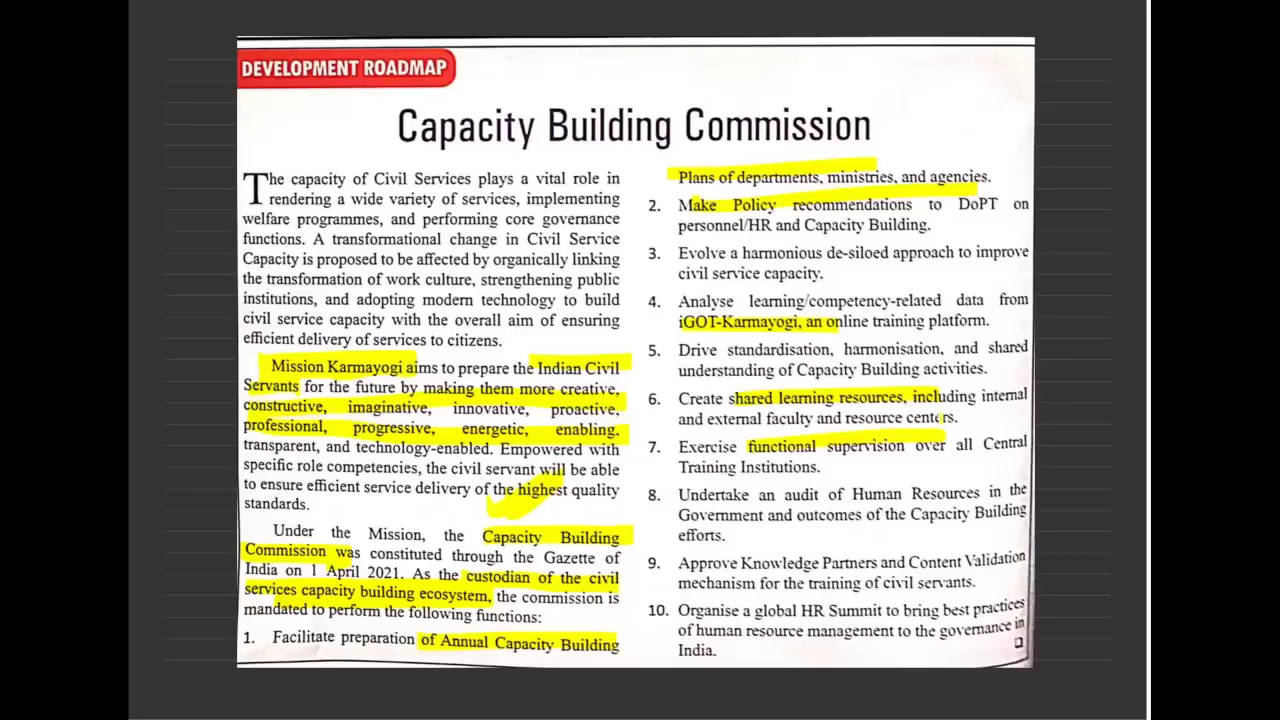 DEVELOPMENT ROADMAP
Capacity Building Commission
The capacity of Civil Services plays a vital role in
rendering a wide variety of services, implementing
welfare programmes, and performing core governance
functions. A transformational change in Civil Service
Capacity is proposed to be affected by organically linking
the transformation of work culture, strengthening public
institutions, and adopting modern technology to build
civil service capacity with the overall aim of ensuring
efficient delivery of services to citizens.
Mission Karmayogi aims to prepare the Indian Civil
Servants for the future by making them more creative,
constructive, imaginative, innovative, proactive,
professional, progressive, energetic, enabling,
transparent, and technology-enabled. Empowered with
specific role competencies, the civil servant will be able
to ensure efficient service delivery of the highest quality
standards.
Under the Mission, the Capacity Building
Commission was constituted through the Gazette of
India on 1 April 2021. As the custodian of the civil
services capacity building ecosystem, the commission is
mandated to perform the following functions:
1. Facilitate preparation of Annual Capacity Building
Plans of departments, ministries, and agencies.
2. Make Policy recommendations to DoPT on
personnel/HR and Capacity Building.
3. Evolve a harmonious de-siloed approach to improve
civil service capacity.
4. Analyse learning/competency-related data from
iGOT-Karmayogi, an online training platform.
5. Drive standardisation, harmonisation, and shared
understanding of Capacity Building activities.
6. Create shared learning resources, including internal
and external faculty and resource centers.
7. Exercise functional supervision over all Central
Training Institutions.
8. Undertake an audit of Human Resources in the
Government and outcomes of the Capacity Building
efforts.
9. Approve Knowledge Partners and Content Validation
mechanism for the training of civil servants.
10. Organise a global HR Summit to bring best practices
of human resource management to the governance in
India.